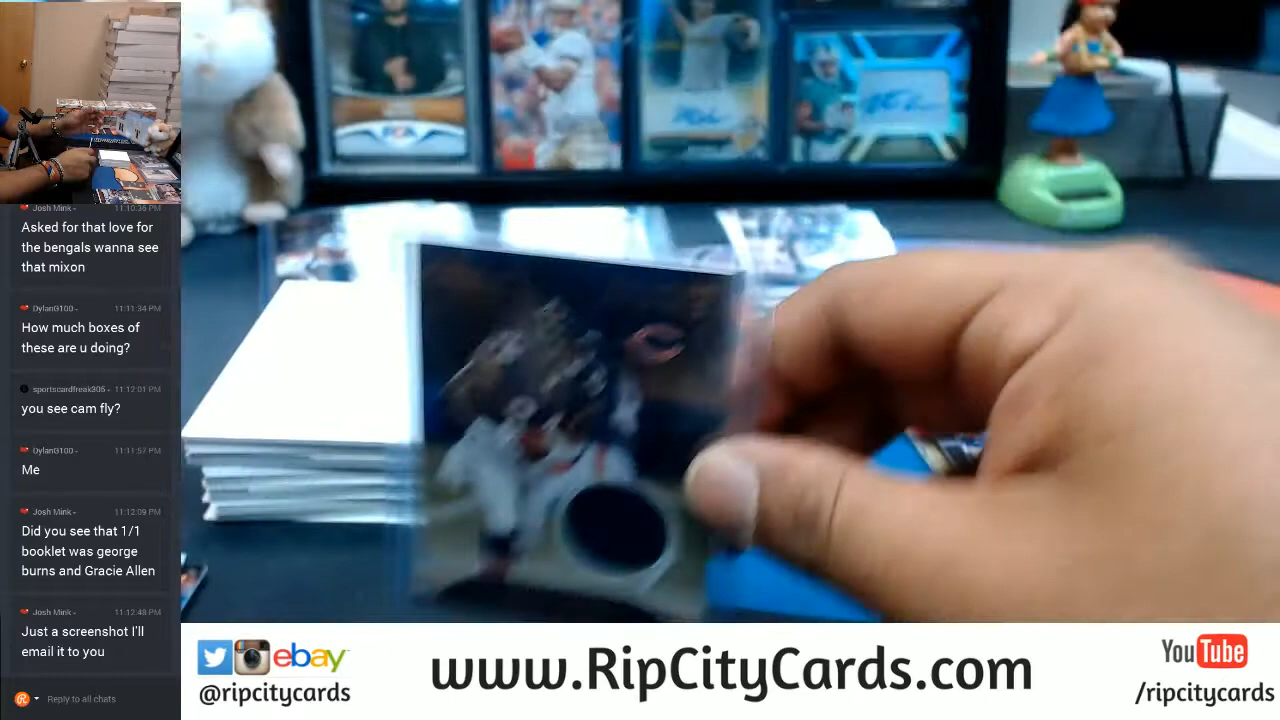 Josh Mink - 11:10:36 PM
Asked for that love for
the bengals wanna see
that mixon
DylanG100 - 11:11:34 PM
How much boxes of
these are u doing?
sportscardfreak305 - 11:12:01 PM
you see cam fly?
DylanG100 - 11:11:57 PM
Me
Josh Mink - 11:12:09 PM
Did you see that 1/1
booklet was george
burns and Gracie Allen
Josh Mink - 11:12:48 PM
Just a screenshot I'll
email it to you
Reply to all chats
ebay
@ripcitycards
www.RipCityCards.com
YouTube
/ripcitycards